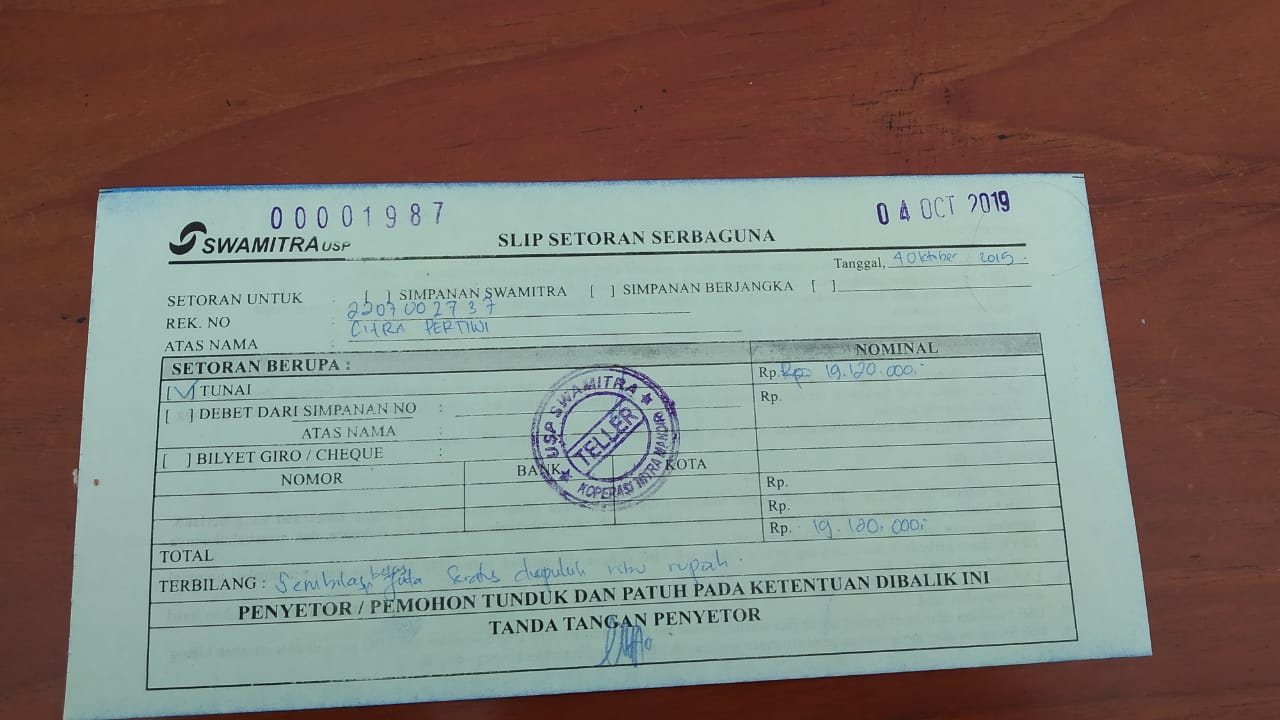 00001987
04 OCT 2019
SWAMITRA USP
SLIP SETORAN SERBAGUNA
Tanggal, 4 Oktober 2019.
SETORAN UNTUK : [ ] SIMPANAN SWAMITRA [ ] SIMPANAN BERJANGKA [ ]
REK. NO : 2207002737
ATAS NAMA : CITRA PERTIWI
SETORAN BERUPA : NOMINAL
[V] TUNAI Rp. Rp. 19.120.000.-
[ ] DEBET DARI SIMPANAN NO : Rp.
ATAS NAMA :
[ ] BILYET GIRO / CHEQUE :
NOMOR BANK KOTA Rp.
Rp.
TOTAL Rp. 19.120.000.-
USP SWAMITRA
TELLER
KOPERASI MITRA MANDIRI
TERBILANG : Sembilas belas juta Seratus duapuluh ribu rupiah.
PENYETOR / PEMOHON TUNDUK DAN PATUH PADA KETENTUAN DIBALIK INI
TANDA TANGAN PENYETOR